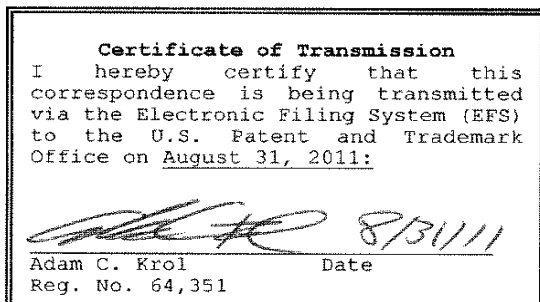 Certificate of Transmission
I hereby certify that this
correspondence is being transmitted
via the Electronic Filing System (EFS)
to the U.S. Patent and Trademark
Office on August 31, 2011:
8/31/11
Adam C. Krol Date
Reg. No. 64,351